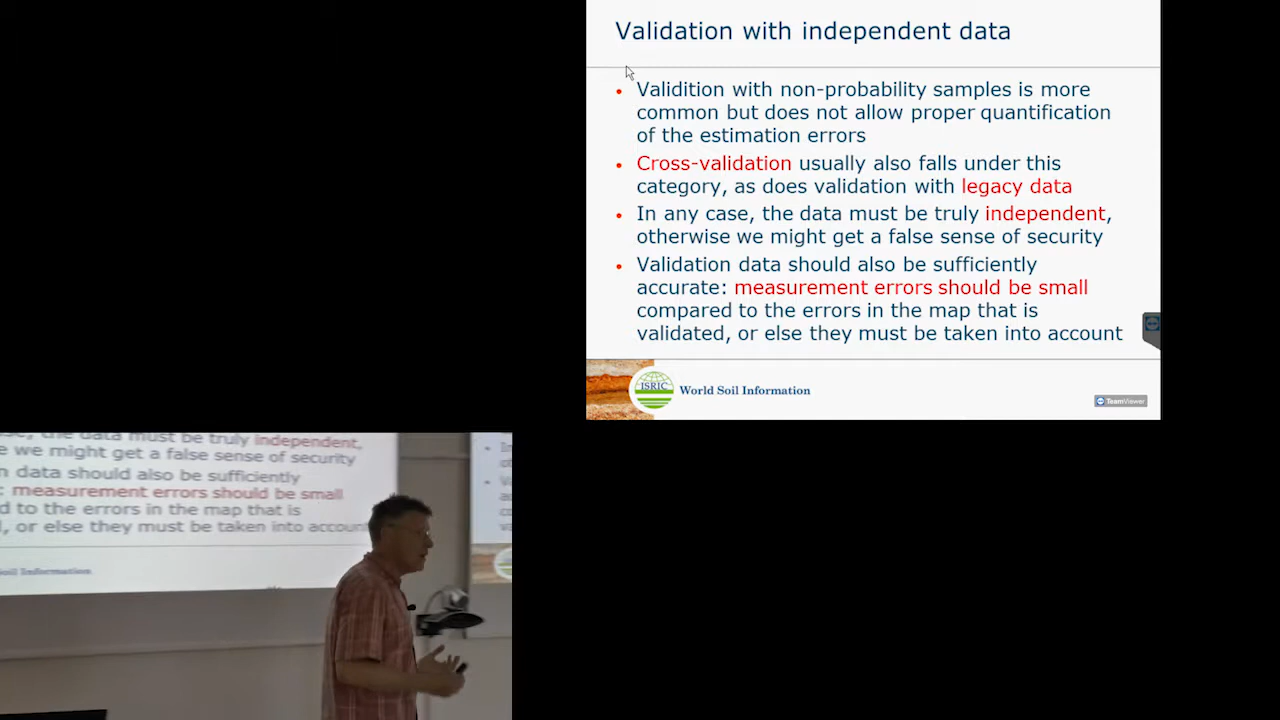 Validation with independent data
Validition with non-probability samples is more
common but does not allow proper quantification
of the estimation errors
Cross-validation usually also falls under this
category, as does validation with legacy data
In any case, the data must be truly independent,
otherwise we might get a false sense of security
Validation data should also be sufficiently
accurate: measurement errors should be small
compared to the errors in the map that is
validated, or else they must be taken into account
ISRIC World Soil Information
TeamViewer
the data must be truly independent,
e we might get a false sense of security
n data should also be sufficiently
: measurement errors should be small
d to the errors in the map that is
, or else they must be taken into account
Soil Information